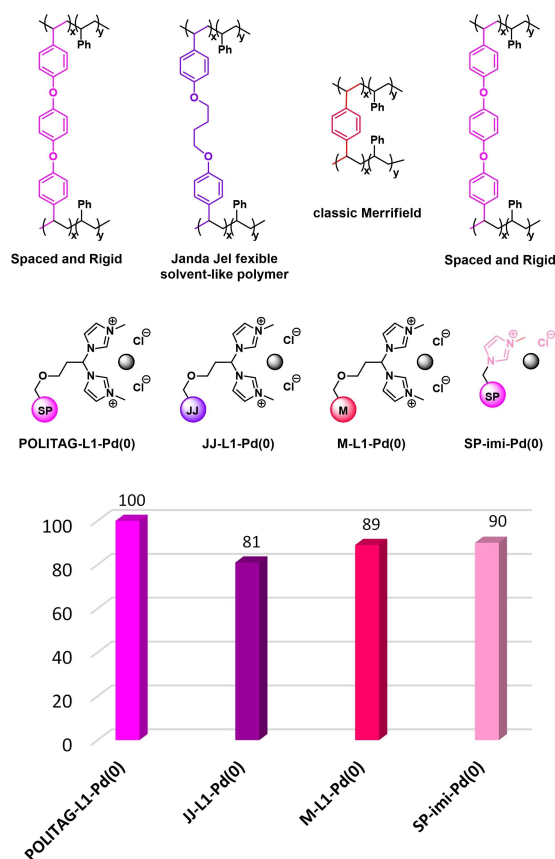 x Ph y
x Ph y
x Ph y
x Ph y
O
O
O
O
Ph
x y
O
O
Ph
x y
Ph
x y
Ph
x y
Ph
x y
classic Merrifield
Spaced and Rigid
Janda Jel fexible
solvent-like polymer
Spaced and Rigid
N N Cl⊖
O N N Cl⊖
SP
N N Cl⊖
O N N Cl⊖
JJ
N N Cl⊖
O N N Cl⊖
M
N N Cl⊖
SP
POLITAG-L1-Pd(0)
JJ-L1-Pd(0)
M-L1-Pd(0)
SP-imi-Pd(0)
100
81
89
90
100
80
60
40
20
0
POLITAG-L1-Pd(0)
JJ-L1-Pd(0)
M-L1-Pd(0)
SP-imi-Pd(0)